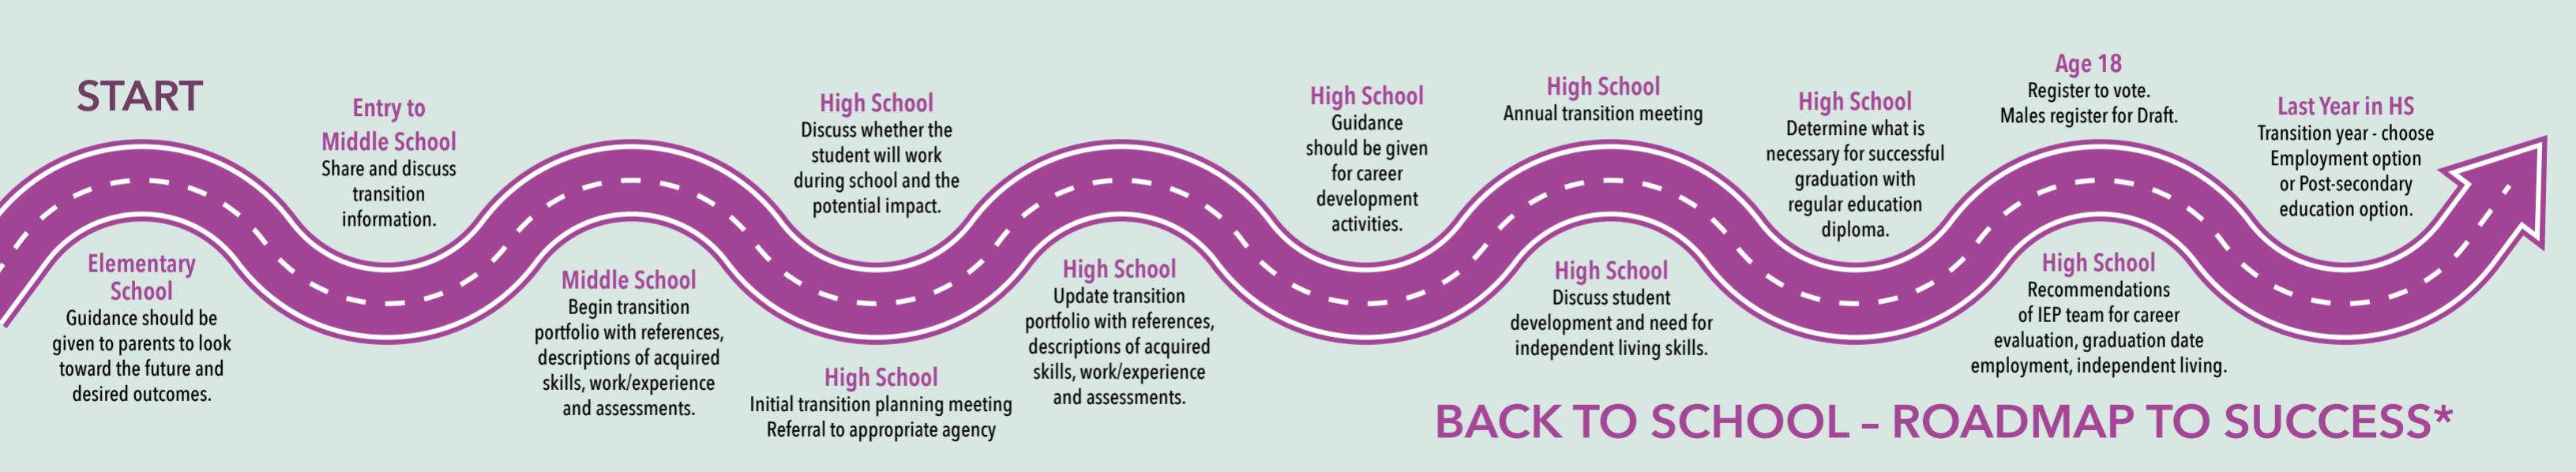 START
Elementary
School
Guidance should be
given to parents to look
toward the future and
desired outcomes.
Entry to
Middle School
Share and discuss
transition
information.
Middle School
Begin transition
portfolio with references,
descriptions of acquired
skills, work/experience
and assessments.
High School
Discuss whether the
student will work
during school and the
potential impact.
High School
Initial transition planning meeting
Referral to appropriate agency
High School
Update transition
portfolio with references,
descriptions of acquired
skills, work/experience
and assessments.
High School
Guidance
should be given
for career
development
activities.
High School
Annual transition meeting
High School
Discuss student
development and need for
independent living skills.
High School
Determine what is
necessary for successful
graduation with
regular education
diploma.
Age 18
Register to vote.
Males register for Draft.
High School
Recommendations
of IEP team for career
evaluation, graduation date
employment, independent living.
Last Year in HS
Transition year - choose
Employment option
or Post-secondary
education option.
BACK TO SCHOOL – ROADMAP TO SUCCESS*